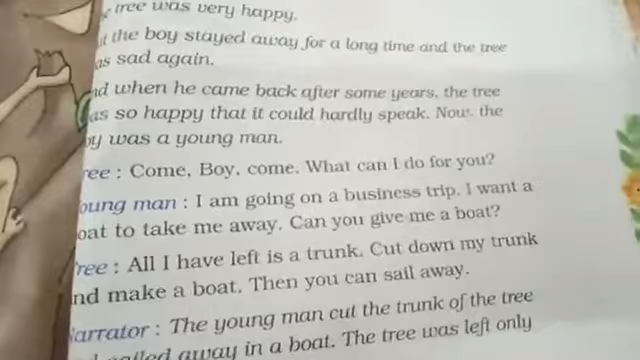 tree was very happy.
the boy stayed away for a long time and the tree
as sad again.
nd when he came back after some years, the tree
as so happy that it could hardly speak. Now, the
oy was a young man.
ree : Come, Boy, come. What can I do for you?
oung man : I am going on a business trip. I want a
oat to take me away. Can you give me a boat?
ree : All I have left is a trunk. Cut down my trunk
nd make a boat. Then you can sail away.
arrator : The young man cut the trunk of the tree
sailed away in a boat. The tree was left only